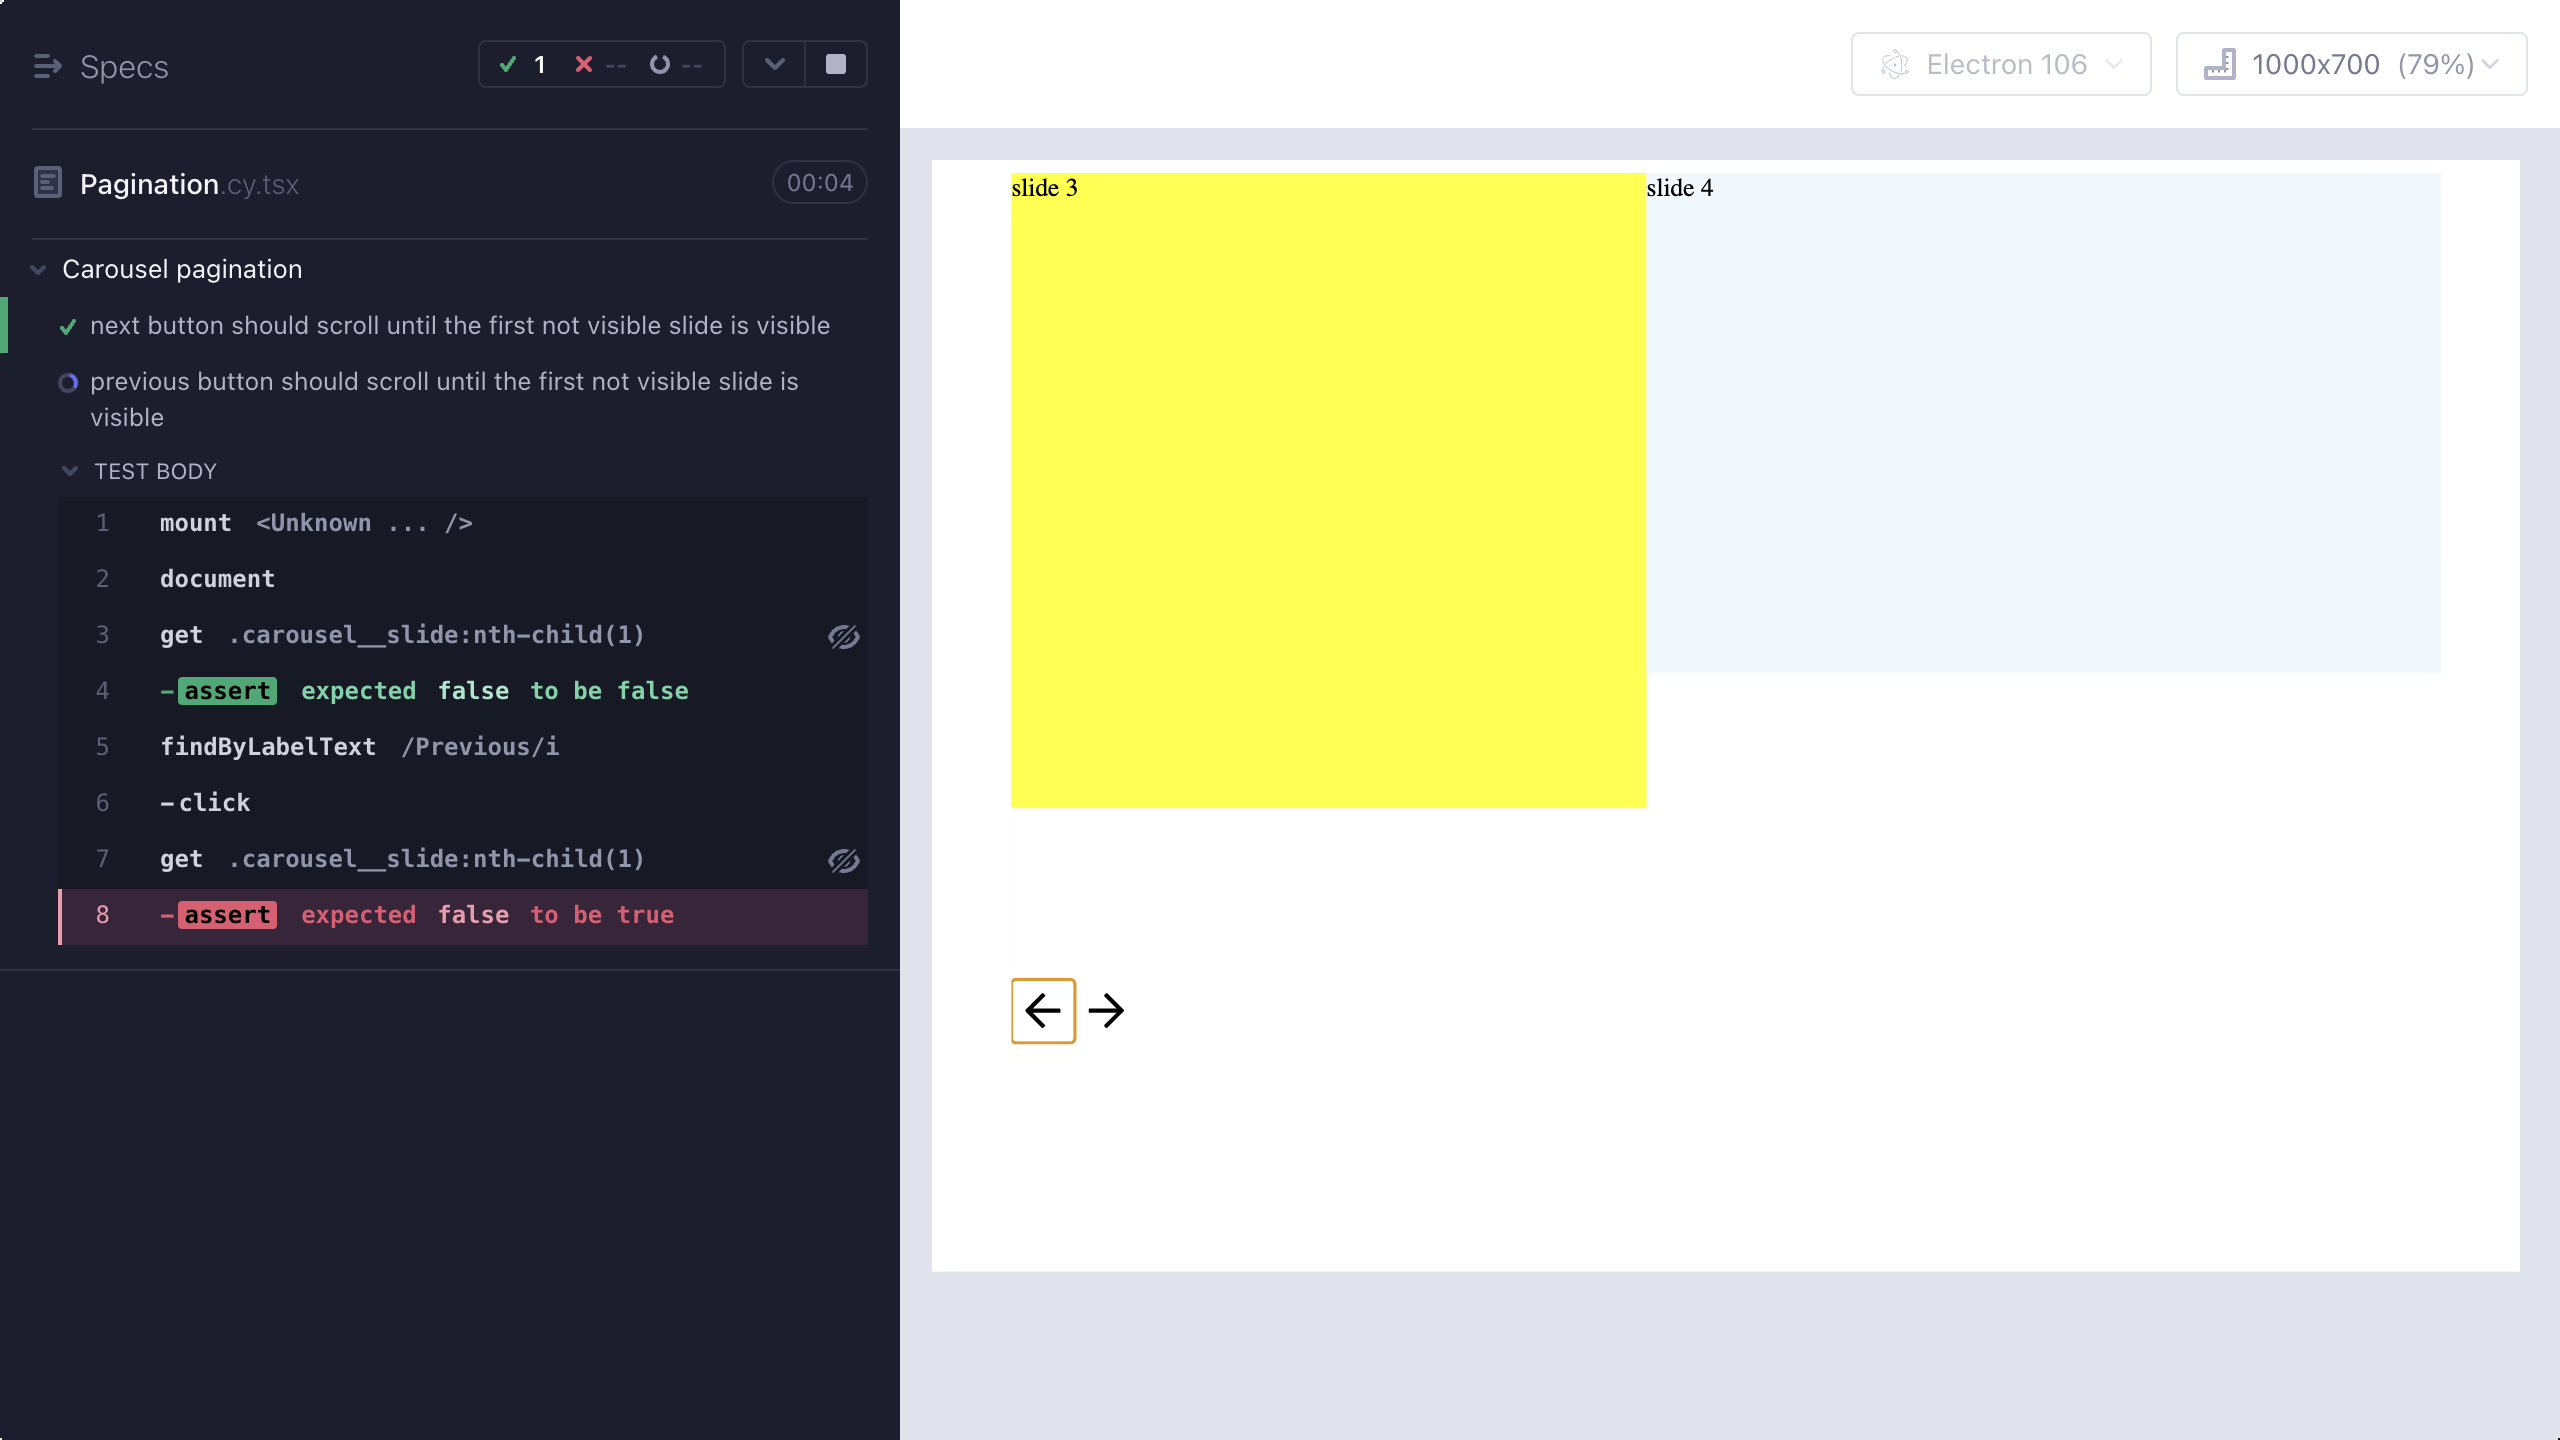 Specs
1 -- --
Electron 106
1000x700 (79%)
Pagination.cy.tsx
00:04
Carousel pagination
next button should scroll until the first not visible slide is visible
previous button should scroll until the first not visible slide is
visible
TEST BODY
1 mount <Unknown ... />
2 document
3 get .carousel__slide:nth-child(1)
4 -assert expected false to be false
5 findByLabelText /Previous/i
6 -click
7 get .carousel__slide:nth-child(1)
8 -assert expected false to be true
slide 3
slide 4